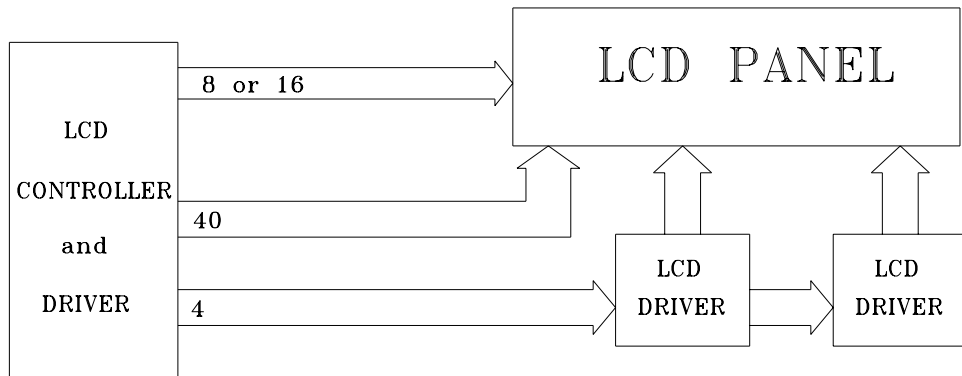 LCD PANEL
8 or 16
LCD
CONTROLLER
and
DRIVER
40
4
LCD
DRIVER
LCD
DRIVER